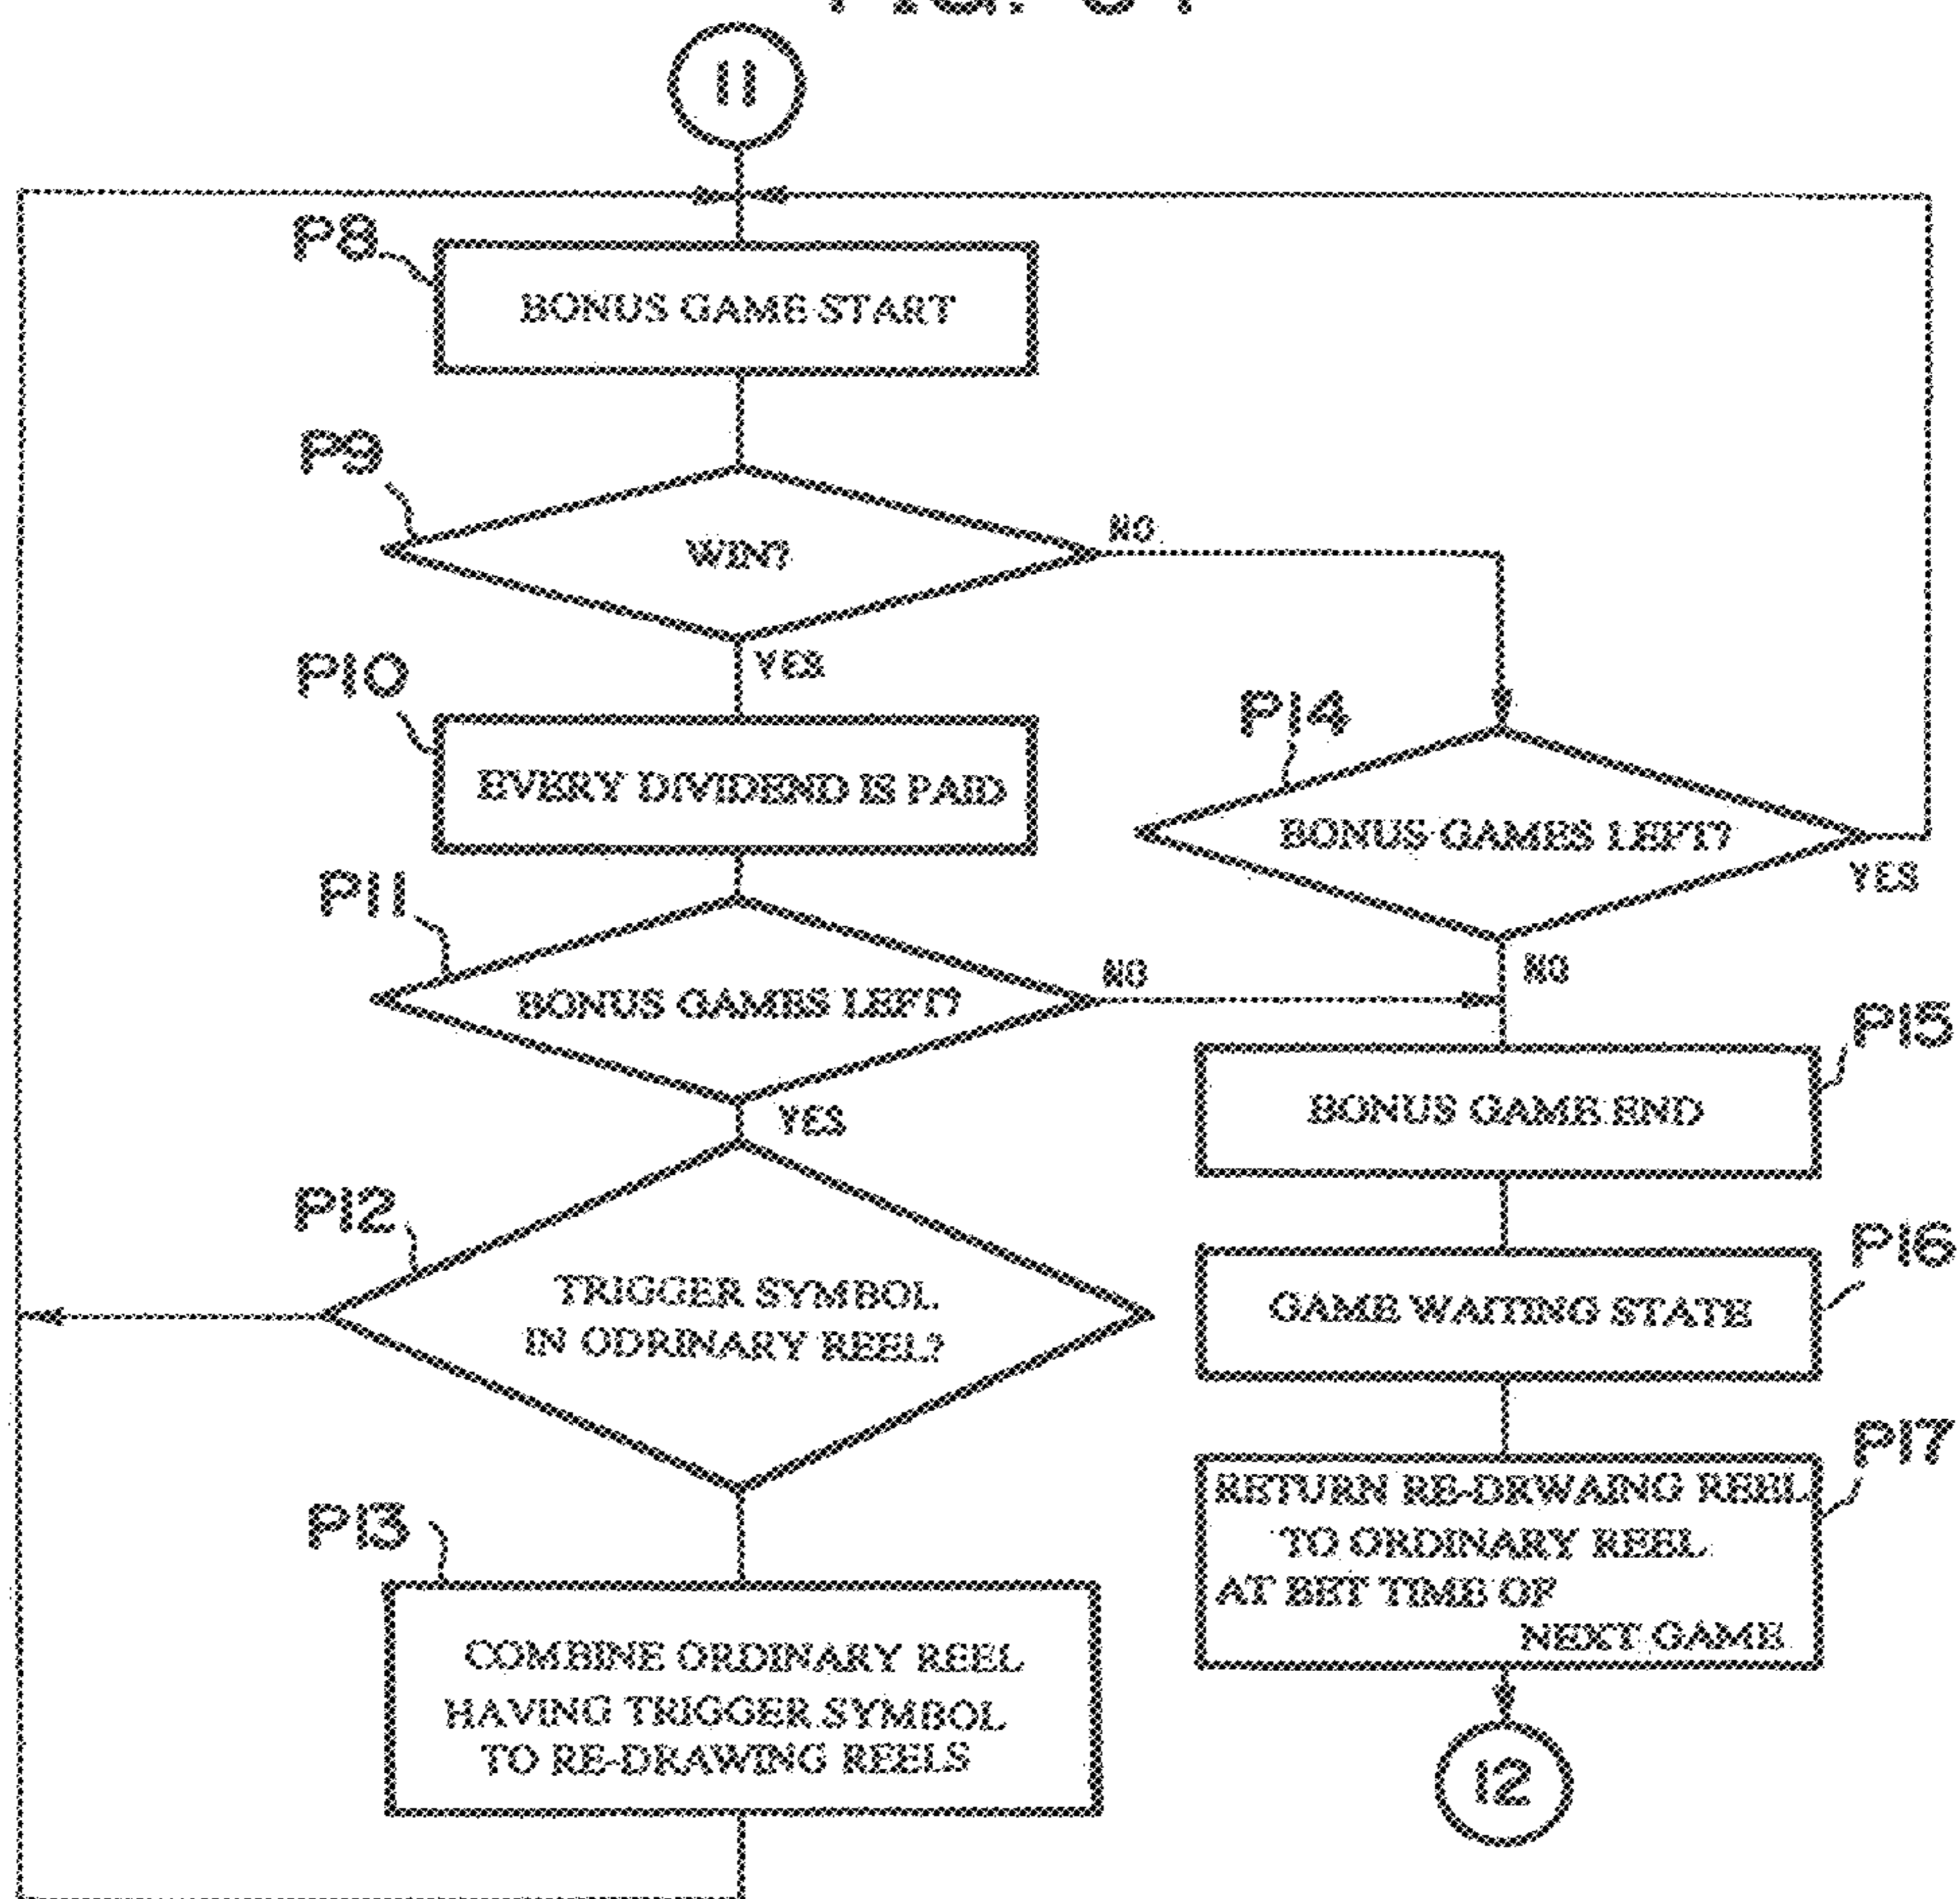 11
P8
BONUS GAME START
P9
WIN?
NO
YES
P10
EVERY DIVIDEND IS PAID
P14
BONUS GAMES LEFT?
YES
NO
P11
BONUS GAMES LEFT?
NO
YES
P15
BONUS GAME END
P12
TRIGGER SYMBOL
IN ODRINARY REEL?
P16
GAME WAITING STATE
P13
COMBINE ORDINARY REEL
HAVING TRIGGER SYMBOL
TO RE-DRAWING REELS
P17
RETURN RE-DRWAING REEL
TO ORDINARY REEL
AT BET TIME OF
NEXT GAME
12